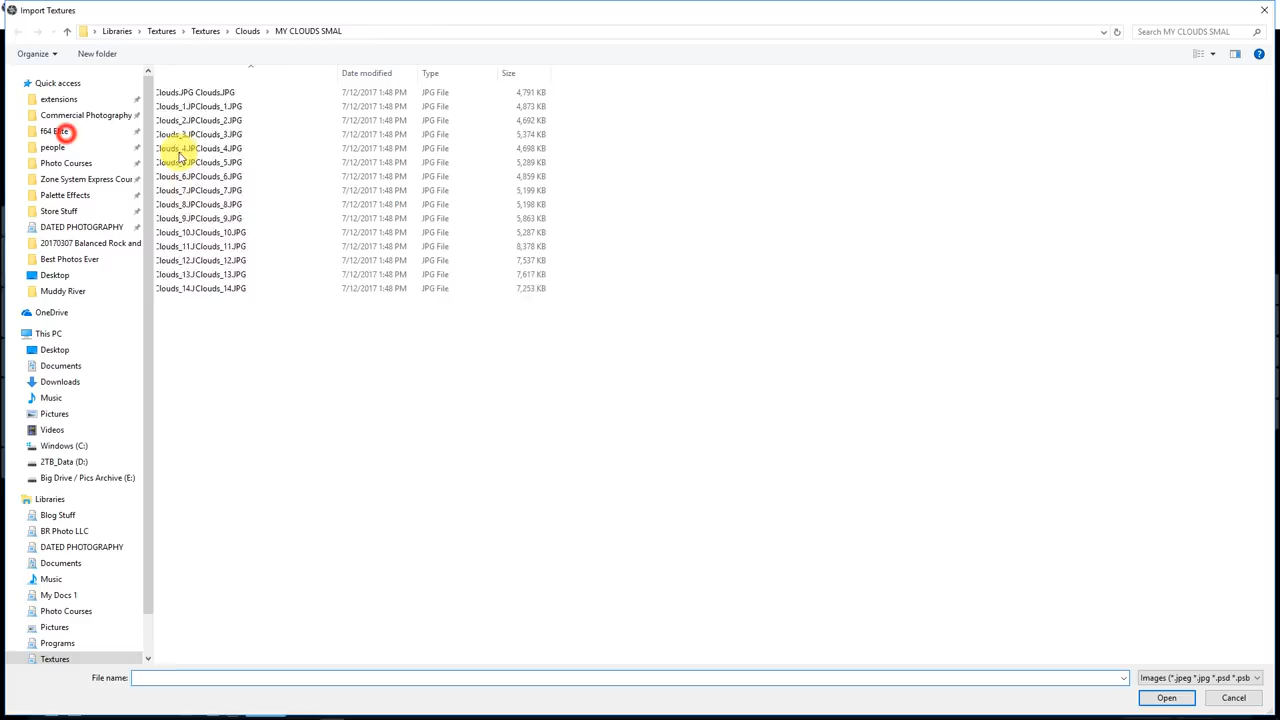 Import Textures
Libraries > Textures > Textures > Clouds > MY CLOUDS SMAL
Search MY CLOUDS SMAL
Organize
New folder
Quick access
extensions
Commercial Photography
f64 Elite
people
Photo Courses
Zone System Express Cour
Palette Effects
Store Stuff
DATED PHOTOGRAPHY
20170307 Balanced Rock and
Best Photos Ever
Desktop
Muddy River
OneDrive
This PC
Desktop
Documents
Downloads
Music
Pictures
Videos
Windows (C:)
2TB_Data (D:)
Big Drive / Pics Archive (E:)
Libraries
Blog Stuff
BR Photo LLC
DATED PHOTOGRAPHY
Documents
Music
My Docs 1
Photo Courses
Pictures
Programs
Textures
Date modified Type Size
Clouds.JPG Clouds.JPG 7/12/2017 1:48 PM JPG File 4,791 KB
Clouds_1.JPClouds_1.JPG 7/12/2017 1:48 PM JPG File 4,873 KB
Clouds_2.JPClouds_2.JPG 7/12/2017 1:48 PM JPG File 4,692 KB
Clouds_3.JPClouds_3.JPG 7/12/2017 1:48 PM JPG File 5,374 KB
Clouds_4.JPClouds_4.JPG 7/12/2017 1:48 PM JPG File 4,698 KB
Clouds_5.JPClouds_5.JPG 7/12/2017 1:48 PM JPG File 5,289 KB
Clouds_6.JPClouds_6.JPG 7/12/2017 1:48 PM JPG File 4,859 KB
Clouds_7.JPClouds_7.JPG 7/12/2017 1:48 PM JPG File 5,199 KB
Clouds_8.JPClouds_8.JPG 7/12/2017 1:48 PM JPG File 5,198 KB
Clouds_9.JPClouds_9.JPG 7/12/2017 1:48 PM JPG File 5,863 KB
Clouds_10.JClouds_10.JPG 7/12/2017 1:48 PM JPG File 5,287 KB
Clouds_11.JClouds_11.JPG 7/12/2017 1:48 PM JPG File 8,378 KB
Clouds_12.JClouds_12.JPG 7/12/2017 1:48 PM JPG File 7,537 KB
Clouds_13.JClouds_13.JPG 7/12/2017 1:48 PM JPG File 7,617 KB
Clouds_14.JClouds_14.JPG 7/12/2017 1:48 PM JPG File 7,253 KB
File name:
Images (*.jpeg *.jpg *.psd *.psb
Open
Cancel